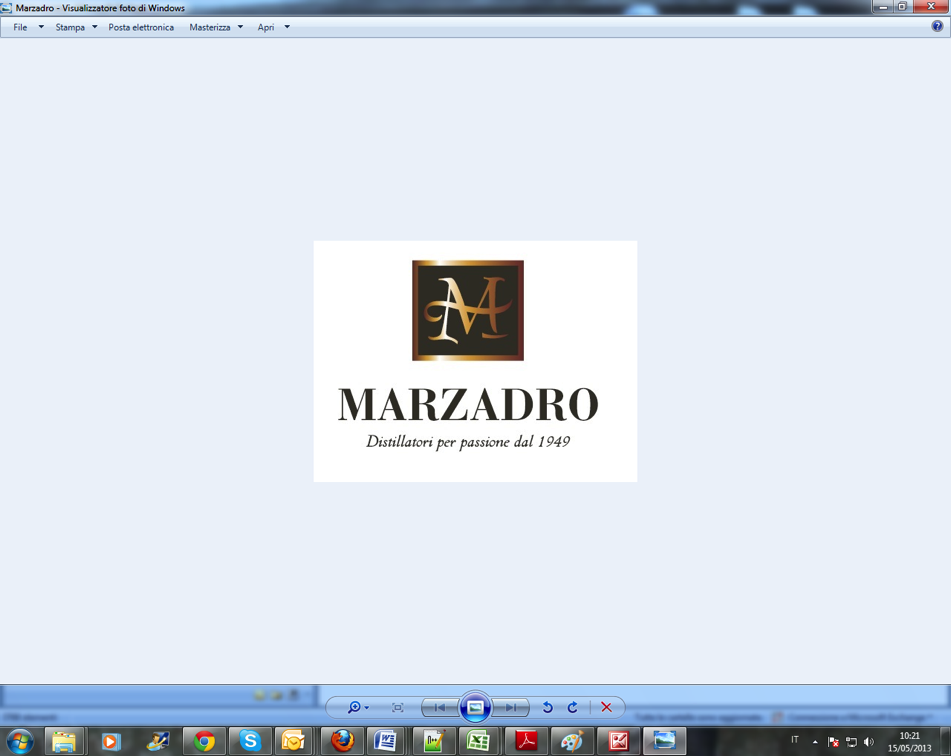 Marzadro - Visualizzatore foto di Windows
File Stampa Posta elettronica Masterizza Apri
M
MARZADRO
Distillatori per passione dal 1949
IT
10:21
15/05/2013